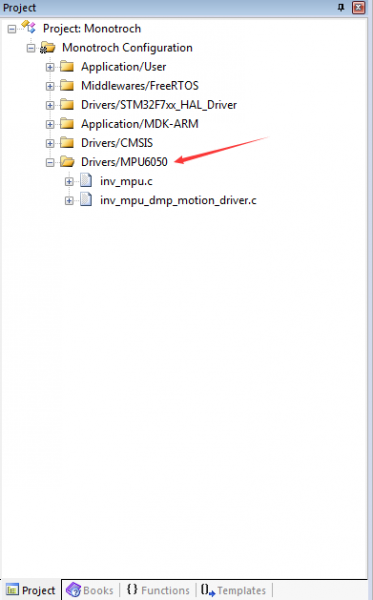 Project
Project: Monotroch
Monotroch Configuration
Application/User
Middlewares/FreeRTOS
Drivers/STM32F7xx_HAL_Driver
Application/MDK-ARM
Drivers/CMSIS
Drivers/MPU6050
inv_mpu.c
inv_mpu_dmp_motion_driver.c
Project Books {} Functions 0 Templates